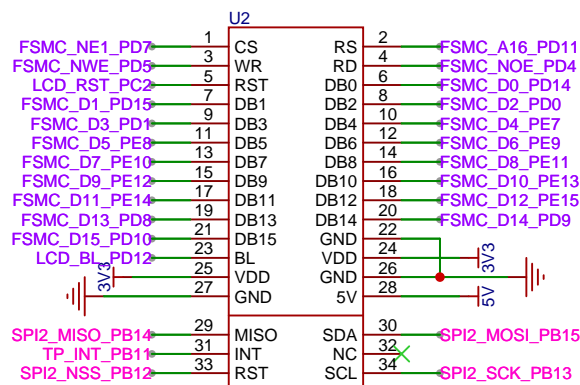 U2
FSMC_NE1_PD7 1 CS RS 2 FSMC_A16_PD11
FSMC_NWE_PD5 3 WR RD 4 FSMC_NOE_PD4
LCD_RST_PC2 5 RST DB0 6 FSMC_D0_PD14
FSMC_D1_PD15 7 DB1 DB2 8 FSMC_D2_PD0
FSMC_D3_PD1 9 DB3 DB4 10 FSMC_D4_PE7
FSMC_D5_PE8 11 DB5 DB6 12 FSMC_D6_PE9
FSMC_D7_PE10 13 DB7 DB8 14 FSMC_D8_PE11
FSMC_D9_PE12 15 DB9 DB10 16 FSMC_D10_PE13
FSMC_D11_PE14 17 DB11 DB12 18 FSMC_D12_PE15
FSMC_D13_PD8 19 DB13 DB14 20 FSMC_D14_PD9
FSMC_D15_PD10 21 DB15 GND 22
LCD_BL_PD12 23 BL VDD 24 3V3
3V3 25 VDD GND 26
27 GND 5V 28 5V
SPI2_MISO_PB14 29 MISO SDA 30 SPI2_MOSI_PB15
TP_INT_PB11 31 INT NC 32
SPI2_NSS_PB12 33 RST SCL 34 SPI2_SCK_PB13